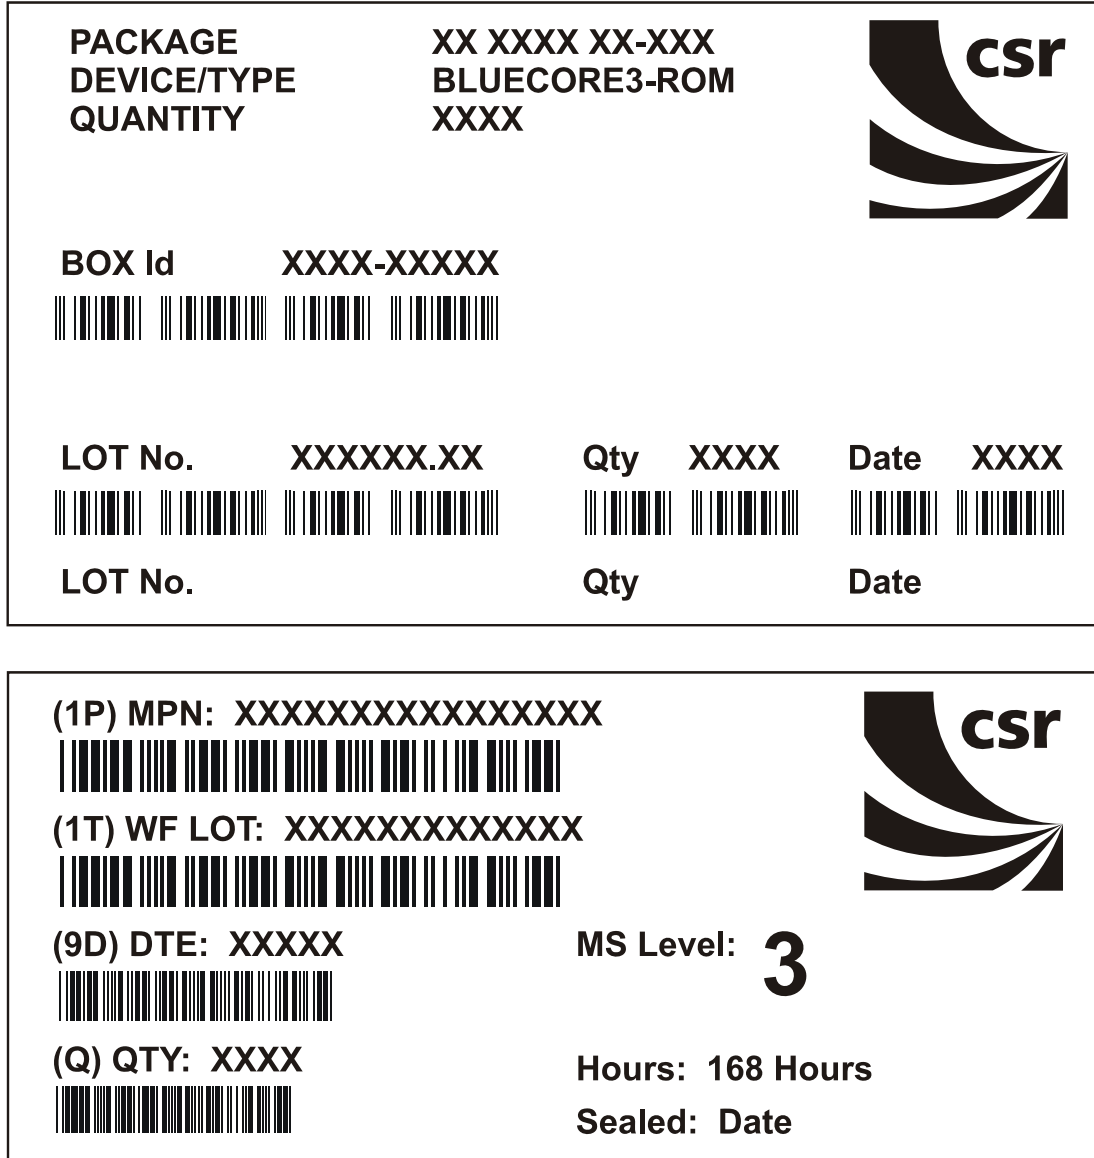 PACKAGE XX XXXX XX-XXX
DEVICE/TYPE BLUECORE3-ROM
QUANTITY XXXX
csr
BOX Id XXXX-XXXXX
LOT No. XXXXXX.XX Qty XXXX Date XXXX
LOT No. Qty Date
(1P) MPN: XXXXXXXXXXXXXXXX
csr
(1T) WF LOT: XXXXXXXXXXXXX
(9D) DTE: XXXXX MS Level: 3
(Q) QTY: XXXX Hours: 168 Hours
Sealed: Date